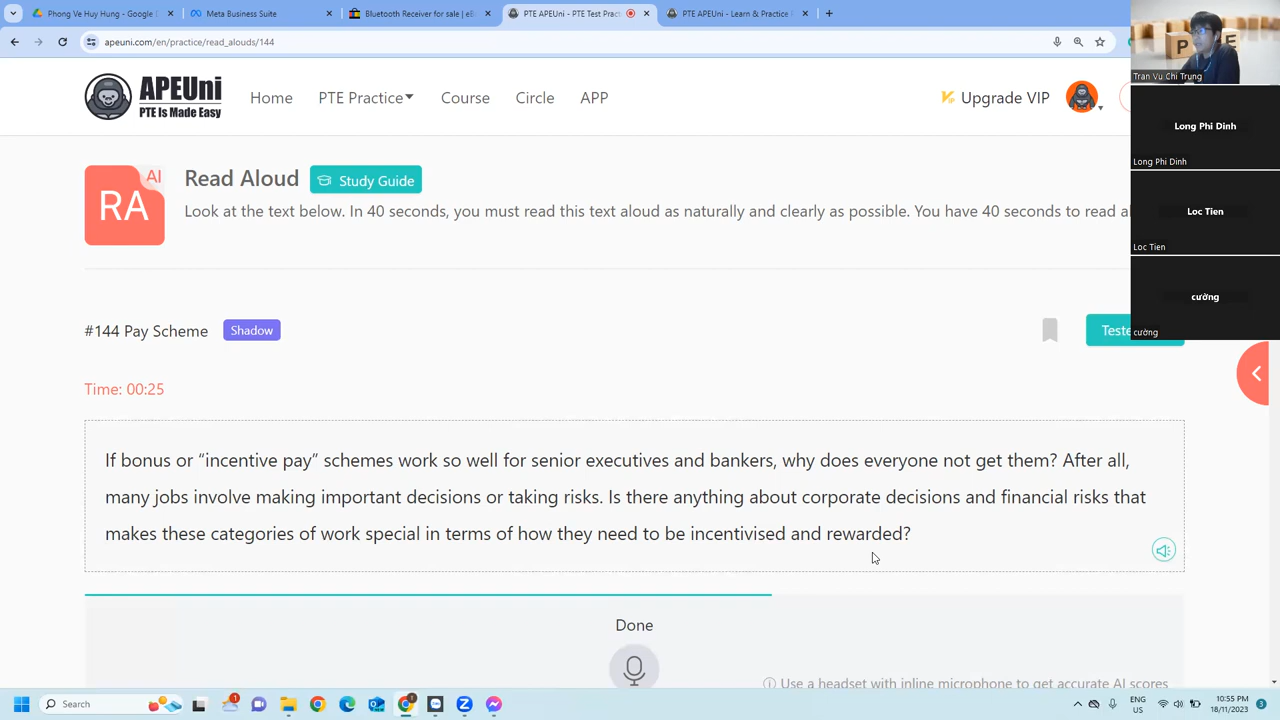 Phong Ve Huy Hung - Google D
Meta Business Suite
Bluetooth Receiver for sale | eB
PTE APEUni - PTE Test Prac
PTE APEUni - Learn & Practice
apeuni.com/en/practice/read_alouds/144
APEUni
PTE Is Made Easy
Home
PTE Practice
Course
Circle
APP
Upgrade VIP
P
E
Tran Vu Chi Trung
Long Phi Dinh
Long Phi Dinh
Loc Tien
Loc Tien
cường
cường
AI
RA
Read Aloud
Study Guide
Look at the text below. In 40 seconds, you must read this text aloud as naturally and clearly as possible. You have 40 seconds to read al
#144 Pay Scheme
Shadow
Teste
Time: 00:25
If bonus or “incentive pay” schemes work so well for senior executives and bankers, why does everyone not get them? After all,
many jobs involve making important decisions or taking risks. Is there anything about corporate decisions and financial risks that
makes these categories of work special in terms of how they need to be incentivised and rewarded?
Done
Use a headset with inline microphone to get accurate AI scores
Search
ENG
US
10:55 PM
18/11/2023